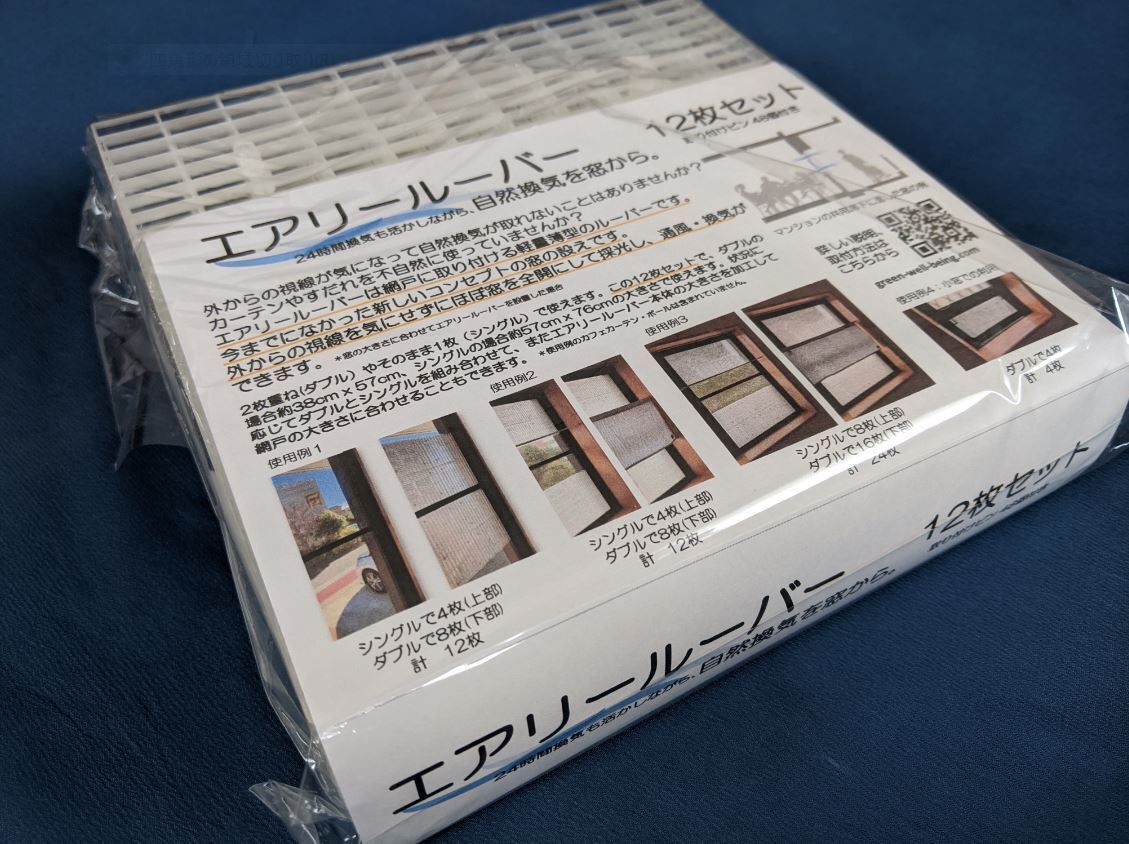 エアリールーバー
24時間換気も活かしながら、自然換気を窓から。
12枚セット
取り付けピン 48個付き
外からの視線が気になって自然換気が取れないことはありませんか?
カーテンやすだれを不自然に使っていませんか?
エアリールーバーは網戸に取り付ける軽量薄型のルーバーです。
今までになかった新しいコンセプトの窓の設えです。
外からの視線を気にせずにほぼ窓を全開にして採光し、通風・換気が
できます。
*窓の大きさに合わせてエアリールーバーを設置した場合
2枚重ね(ダブル)やそのまま1枚(シングル)で使えます。この12枚セットで、ダブルの
場合約38cm x 57cm、シングルの場合約57cm x 76cmの大きさで使えます。状況に
応じてダブルとシングルを組み合わせて、またエアリールーバー本体の大きさを加工して
網戸の大きさに合わせることもできます。
*使用例のカフェカーテン・ポールは含まれていません。
マンションの共用廊下に面した窓の例
詳しい説明、
取付方法は
こちらから
green-well-being.com
使用例1
シングルで4枚(上部)
ダブルで8枚(下部)
計 12枚
使用例2
シングルで4枚(上部)
ダブルで8枚(下部)
計 12枚
使用例3
シングルで8枚(上部)
ダブルで16枚(下部)
計 24枚
使用例4:小窓での利用
ダブルで4枚
計 4枚
エアリールーバー
24時間換気も活かしながら、自然換気を窓から。
12枚セット